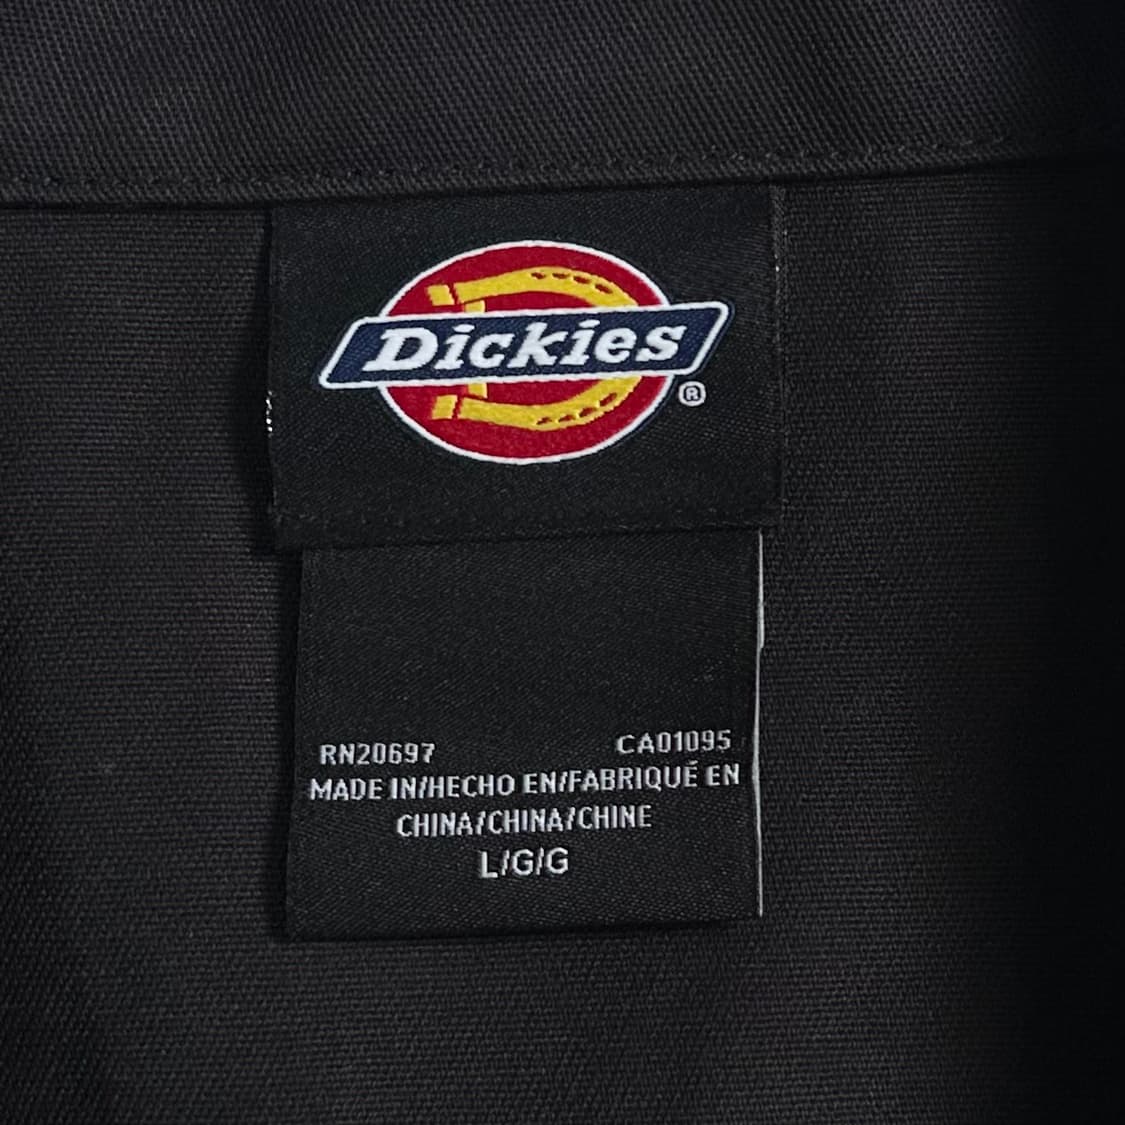 Dickies
®
RN20697 CA01095
MADE IN/HECHO EN/FABRIQUÉ EN
CHINA/CHINA/CHINE
L/G/G